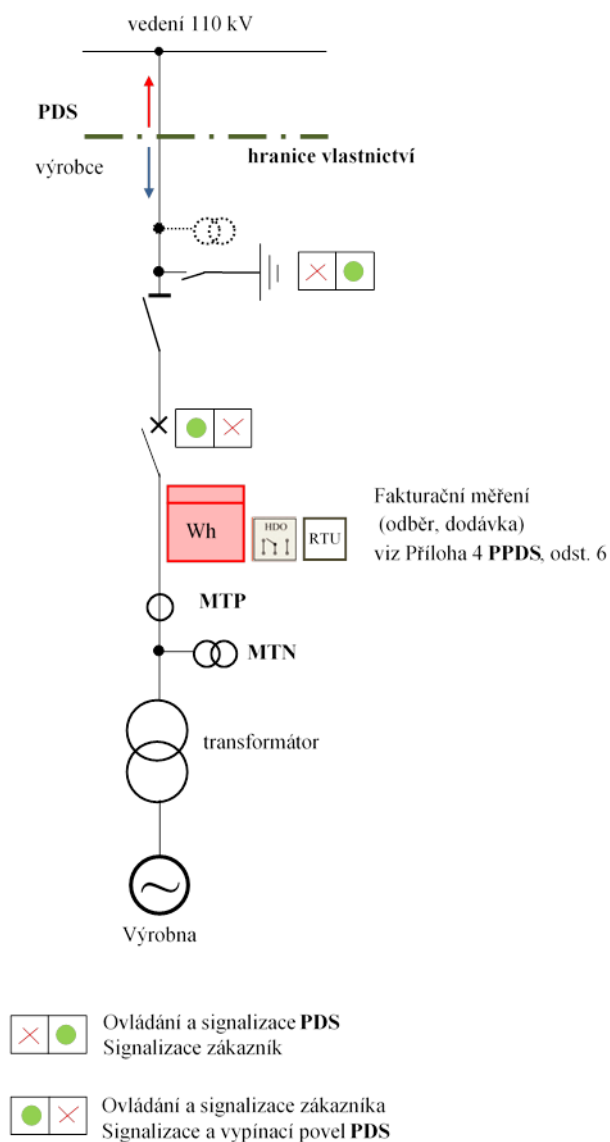 vedení 110 kV
PDS
výrobce
hranice vlastnictví
Wh
HDO
RTU
Fakturační měření
(odběr, dodávka)
viz Příloha 4 PPDS, odst. 6
MTP
MTN
transformátor
Výrobna
Ovládání a signalizace PDS
Signalizace zákazník
Ovládání a signalizace zákazníka
Signalizace a vypínací povel PDS